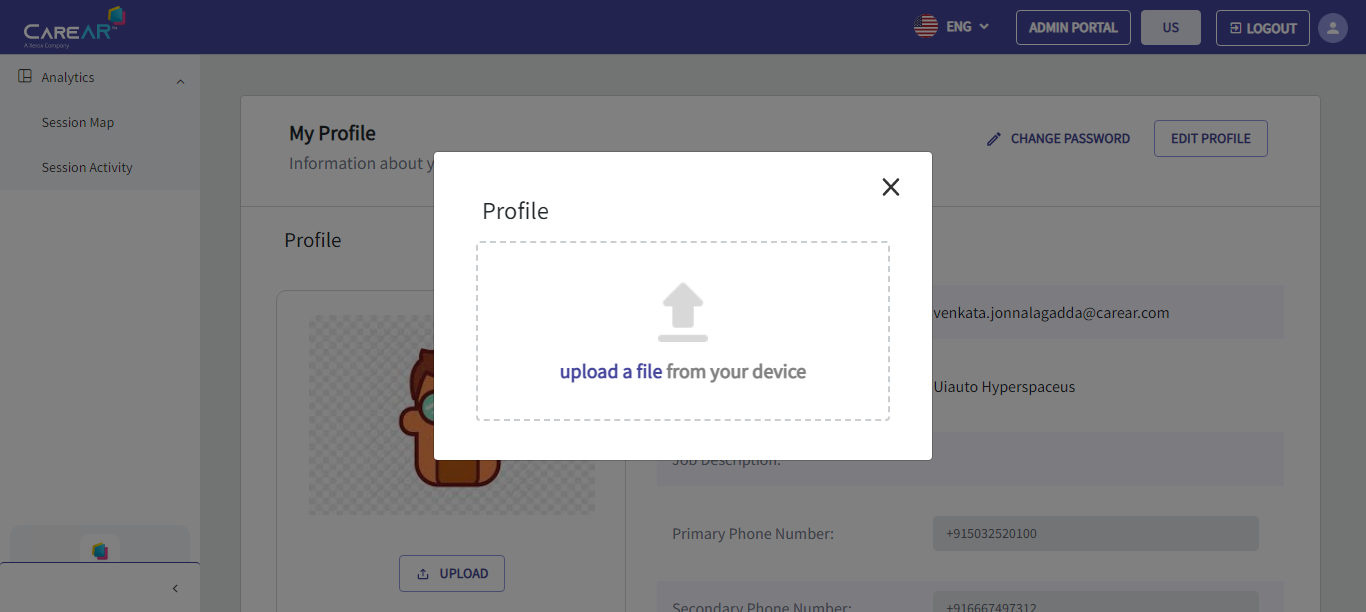 CAREAR™
A Xerox Company
ENG
ADMIN PORTAL
US
LOGOUT
Analytics
Session Map
Session Activity
My Profile
Information about y
CHANGE PASSWORD
EDIT PROFILE
Profile
Profile
upload a file from your device
venkata.jonnalagadda@carear.com
Uiauto Hyperspaceus
Job Description:
Primary Phone Number:
+915032520100
UPLOAD
Secondary Phone Number:
+916667497312